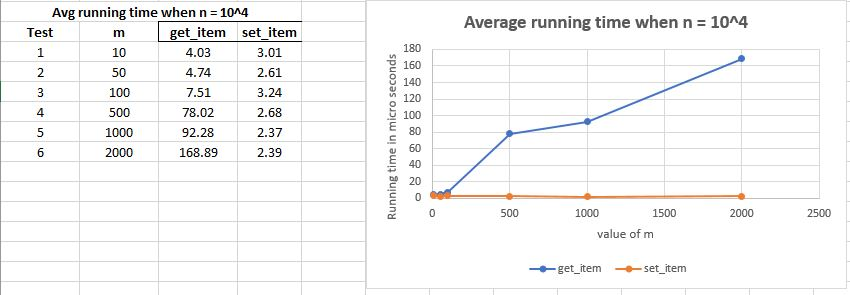 Avg running time when n = 10^4
Test m get_item set_item
1 10 4.03 3.01
2 50 4.74 2.61
3 100 7.51 3.24
4 500 78.02 2.68
5 1000 92.28 2.37
6 2000 168.89 2.39
Average running time when n = 10^4
Running time in micro seconds
180
160
140
120
100
80
60
40
20
0
0 500 1000 1500 2000 2500
value of m
get_item set_item